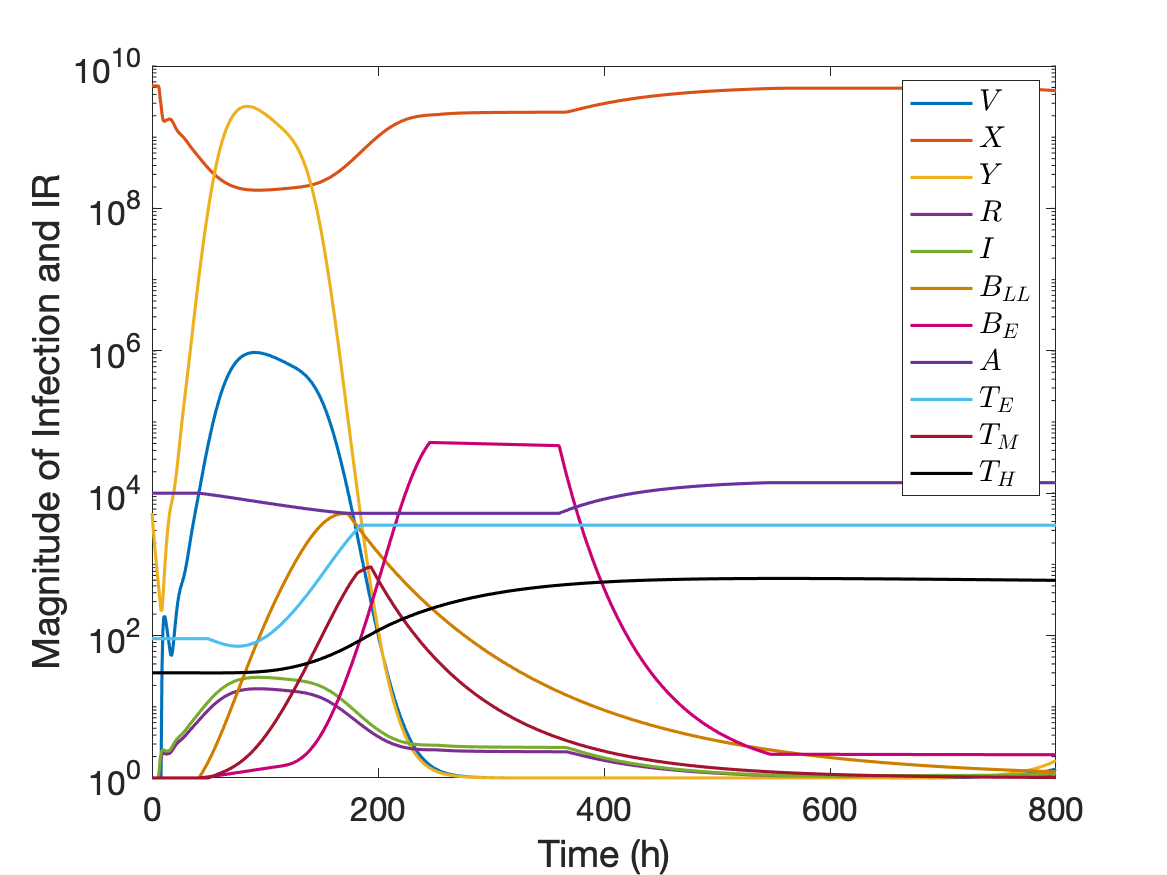 10^10
10^8
10^6
10^4
10^2
10^0
Magnitude of Infection and IR
0 200 400 600 800
Time (h)
V
X
Y
R
I
B_LL
B_E
A
T_E
T_M
T_H